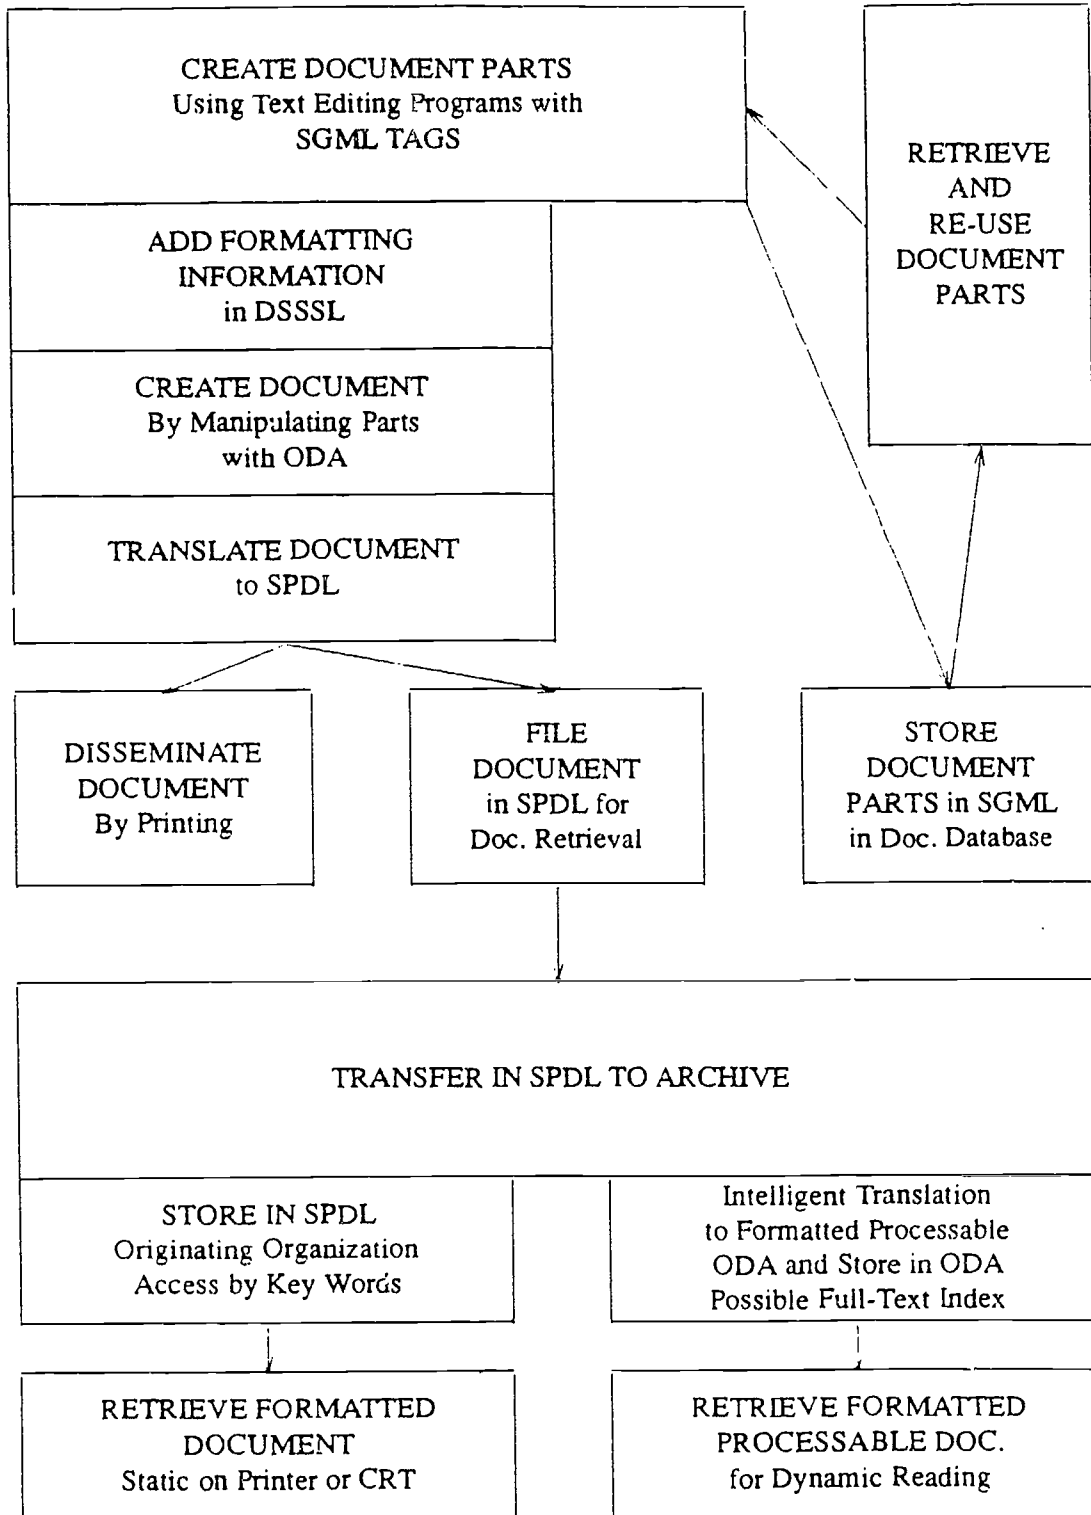 CREATE DOCUMENT PARTS
Using Text Editing Programs with
SGML TAGS
RETRIEVE
AND
RE-USE
DOCUMENT
PARTS
ADD FORMATTING
INFORMATION
in DSSSL
CREATE DOCUMENT
By Manipulating Parts
with ODA
TRANSLATE DOCUMENT
to SPDL
DISSEMINATE
DOCUMENT
By Printing
FILE
DOCUMENT
in SPDL for
Doc. Retrieval
STORE
DOCUMENT
PARTS in SGML
in Doc. Database
TRANSFER IN SPDL TO ARCHIVE
STORE IN SPDL
Originating Organization
Access by Key Words
Intelligent Translation
to Formatted Processable
ODA and Store in ODA
Possible Full-Text Index
RETRIEVE FORMATTED
DOCUMENT
Static on Printer or CRT
RETRIEVE FORMATTED
PROCESSABLE DOC.
for Dynamic Reading